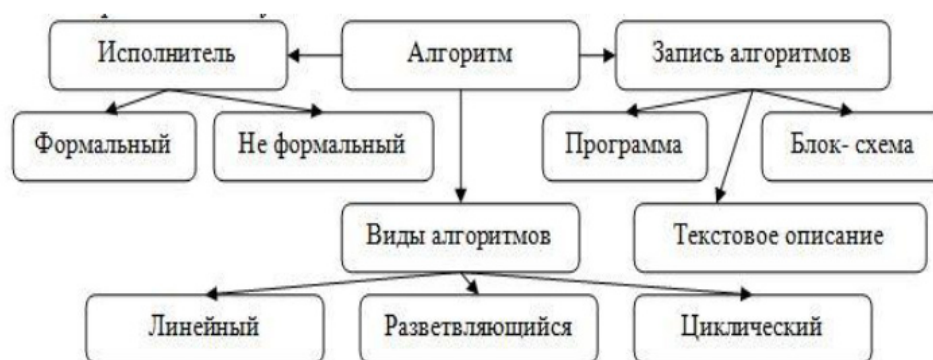 Исполнитель
Алгоритм
Запись алгоритмов
Формальный
Не формальный
Программа
Блок- схема
Виды алгоритмов
Текстовое описание
Линейный
Разветвляющийся
Циклический